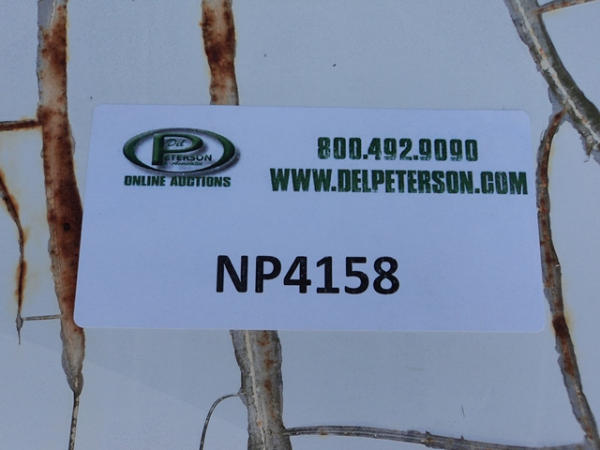 Del
PETERSON
ONLINE AUCTIONS
800.492.9090
WWW.DELPETERSON.COM
NP4158